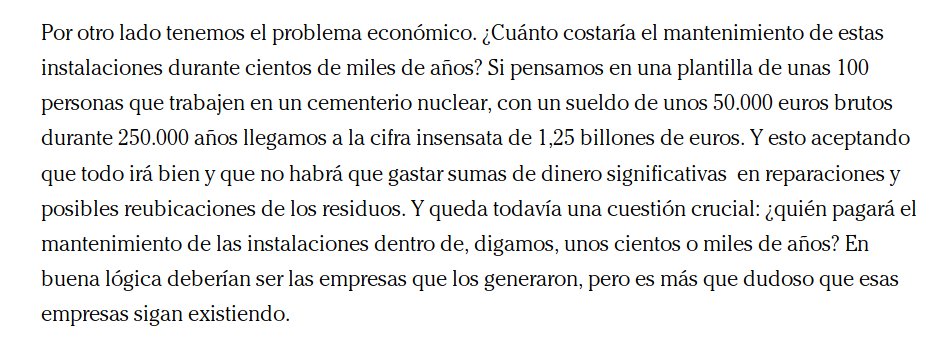 Por otro lado tenemos el problema económico. ¿Cuánto costaría el mantenimiento de estas
instalaciones durante cientos de miles de años? Si pensamos en una plantilla de unas 100
personas que trabajen en un cementerio nuclear, con un sueldo de unos 50.000 euros brutos
durante 250.000 años llegamos a la cifra insensata de 1,25 billones de euros. Y esto aceptando
que todo irá bien y que no habrá que gastar sumas de dinero significativas  en reparaciones y
posibles reubicaciones de los residuos. Y queda todavía una cuestión crucial: ¿quién pagará el
mantenimiento de las instalaciones dentro de, digamos, unos cientos o miles de años? En
buena lógica deberían ser las empresas que los generaron, pero es más que dudoso que esas
empresas sigan existiendo.